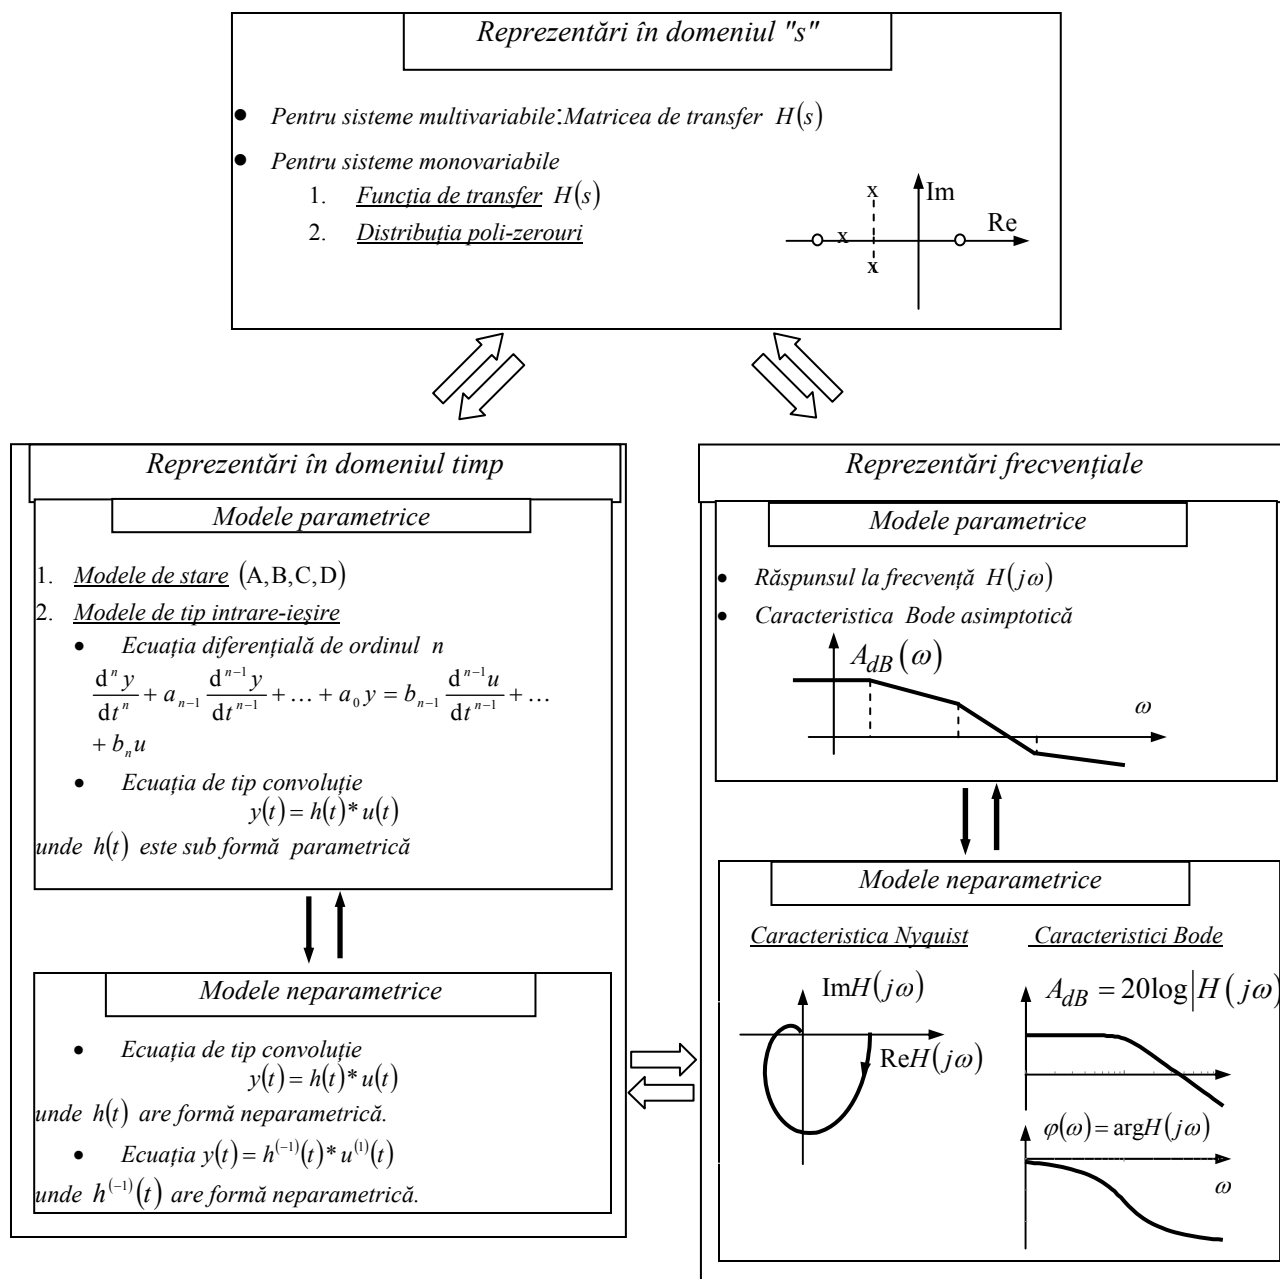 Reprezentări în domeniul "s"
• Pentru sisteme multivariabile:Matricea de transfer H(s)
• Pentru sisteme monovariabile
1. Funcția de transfer H(s)
2. Distribuția poli-zerouri
x
Im
Re
x
x
Reprezentări în domeniul timp
Modele parametrice
1. Modele de stare (A,B,C,D)
2. Modele de tip intrare-ieşire
• Ecuația diferențială de ordinul n
dⁿy/dtⁿ + aₙ₋₁ dⁿ⁻¹y/dtⁿ⁻¹ + … + a₀y = bₙ₋₁ dⁿ⁻¹u/dtⁿ⁻¹ + …
+ bₙu
• Ecuația de tip convoluție
y(t) = h(t)* u(t)
unde h(t) este sub formă parametrică
Modele neparametrice
• Ecuația de tip convoluție
y(t) = h(t)* u(t)
unde h(t) are formă neparametrică.
• Ecuația y(t) = h⁽⁻¹⁾(t)* u⁽¹⁾(t)
unde h⁽⁻¹⁾(t) are formă neparametrică.
Reprezentări frecvențiale
Modele parametrice
• Răspunsul la frecvență H(jω)
• Caracteristica Bode asimptotică
A_dB(ω)
ω
Modele neparametrice
Caracteristica Nyquist
ImH(jω)
ReH(jω)
Caracteristici Bode
A_dB = 20log|H(jω)
φ(ω) = argH(jω)
ω